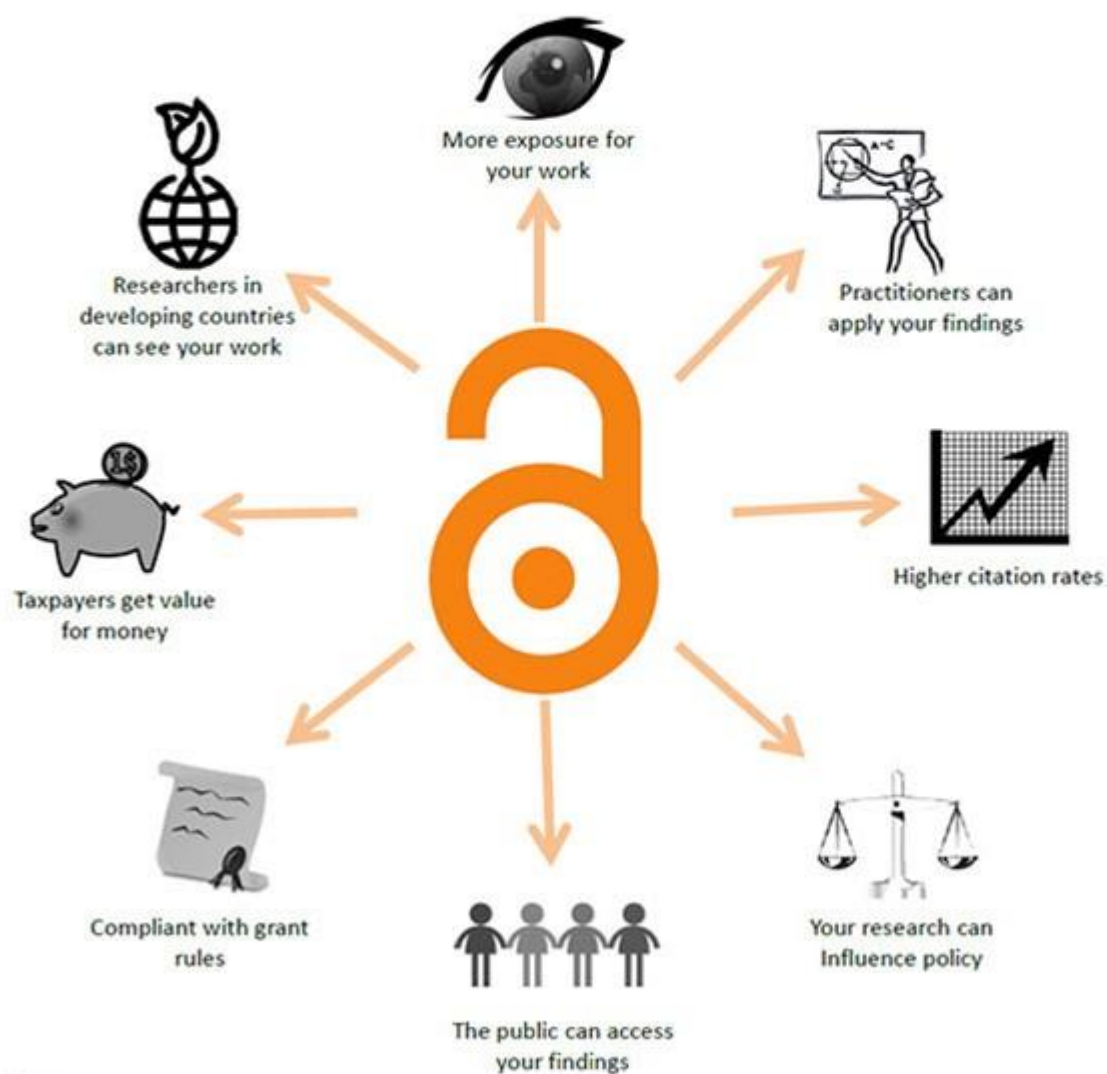 More exposure for
your work
Practitioners can
apply your findings
Higher citation rates
Your research can
Influence policy
The public can access
your findings
Compliant with grant
rules
Taxpayers get value
for money
1$
Researchers in
developing countries
can see your work